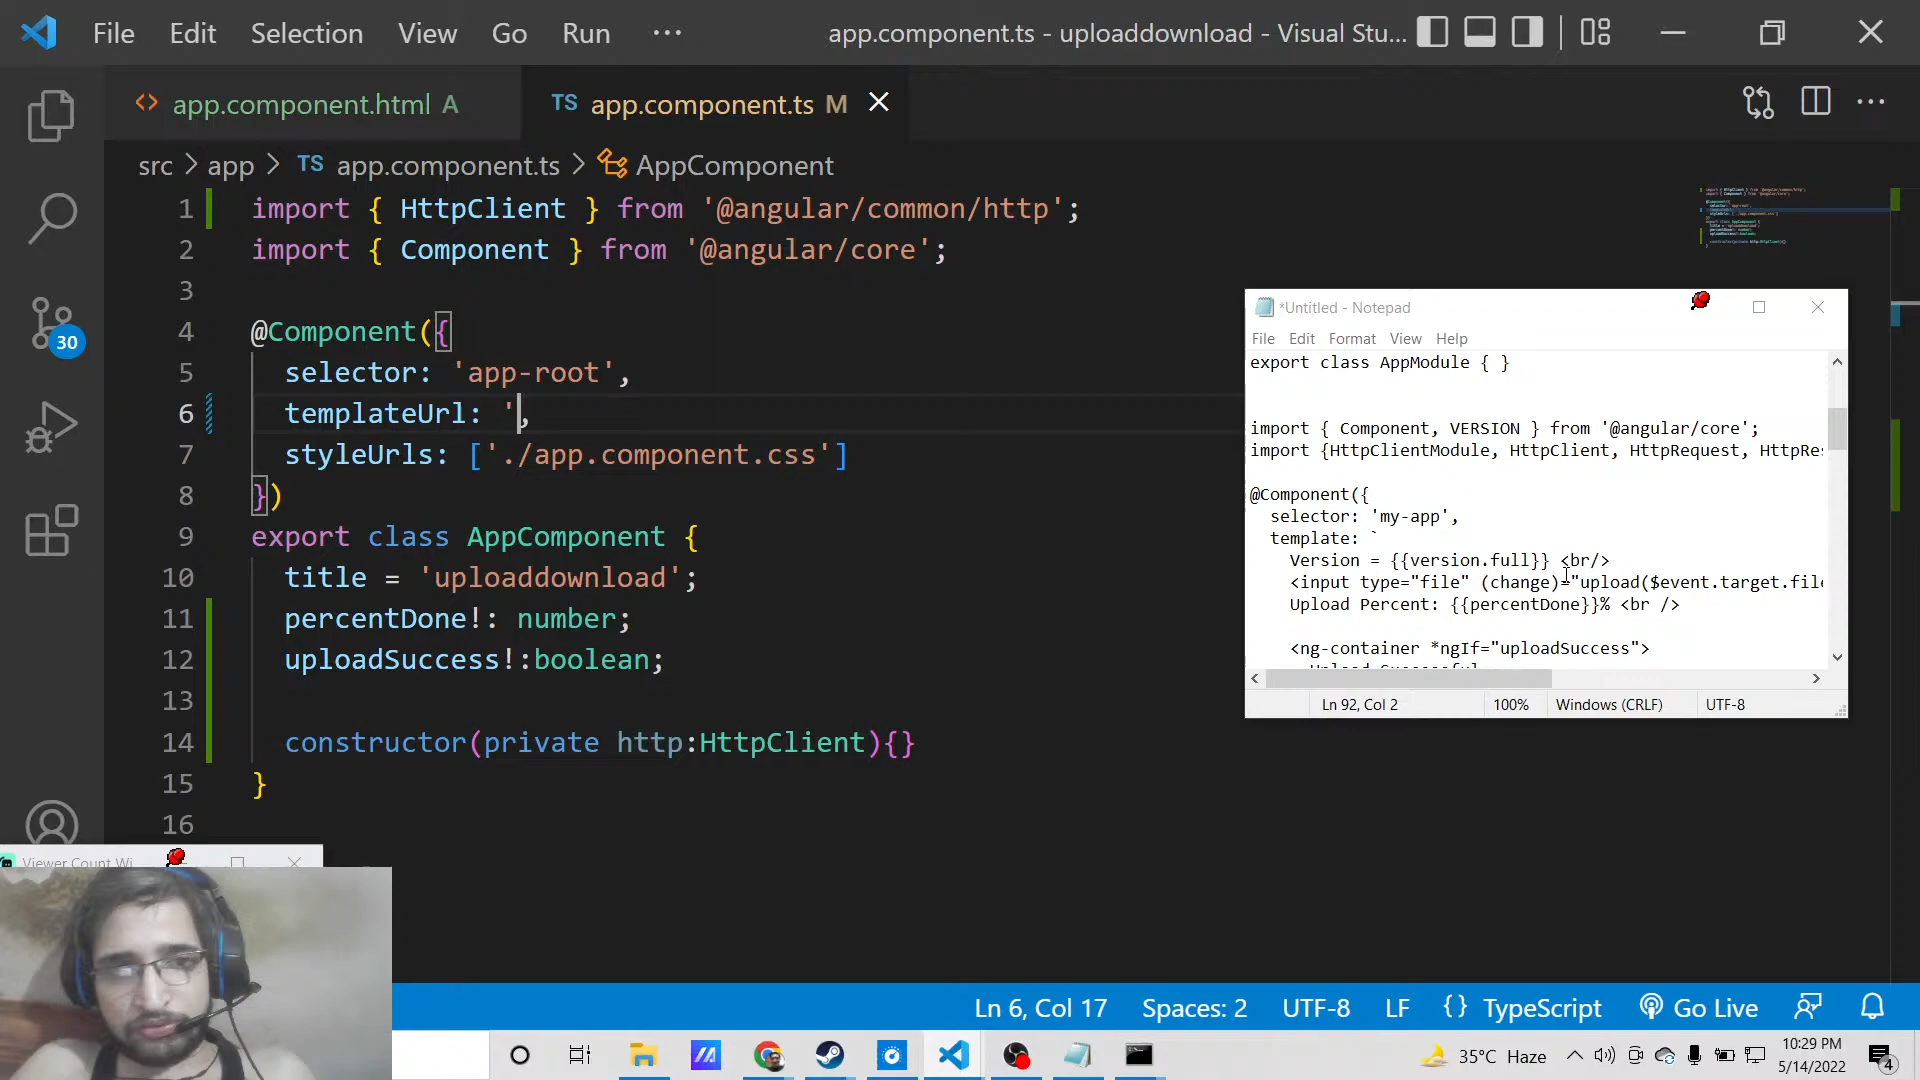 File Edit Selection View Go Run ··· app.component.ts - uploaddownload - Visual Stu...
app.component.html A TS app.component.ts M
src > app > TS app.component.ts > AppComponent
1 import { HttpClient } from '@angular/common/http';
2 import { Component } from '@angular/core';
3
4 @Component({
5 selector: 'app-root',
6 templateUrl: ',
7 styleUrls: ['./app.component.css']
8 })
9 export class AppComponent {
10 title = 'uploaddownload';
11 percentDone!: number;
12 uploadSuccess!:boolean;
13
14 constructor(private http:HttpClient){}
15 }
16
30
*Untitled - Notepad
File Edit Format View Help
export class AppModule { }
import { Component, VERSION } from '@angular/core';
import {HttpClientModule, HttpClient, HttpRequest, HttpRe
@Component({
selector: 'my-app',
template: `
Version = {{version.full}} <br/>
<input type="file" (change)="upload($event.target.file
Upload Percent: {{percentDone}}% <br />
<ng-container *ngIf="uploadSuccess">
Ln 92, Col 2 100% Windows (CRLF) UTF-8
Viewer Count Wi
Ln 6, Col 17 Spaces: 2 UTF-8 LF {} TypeScript Go Live
35°C Haze 10:29 PM
5/14/2022
4